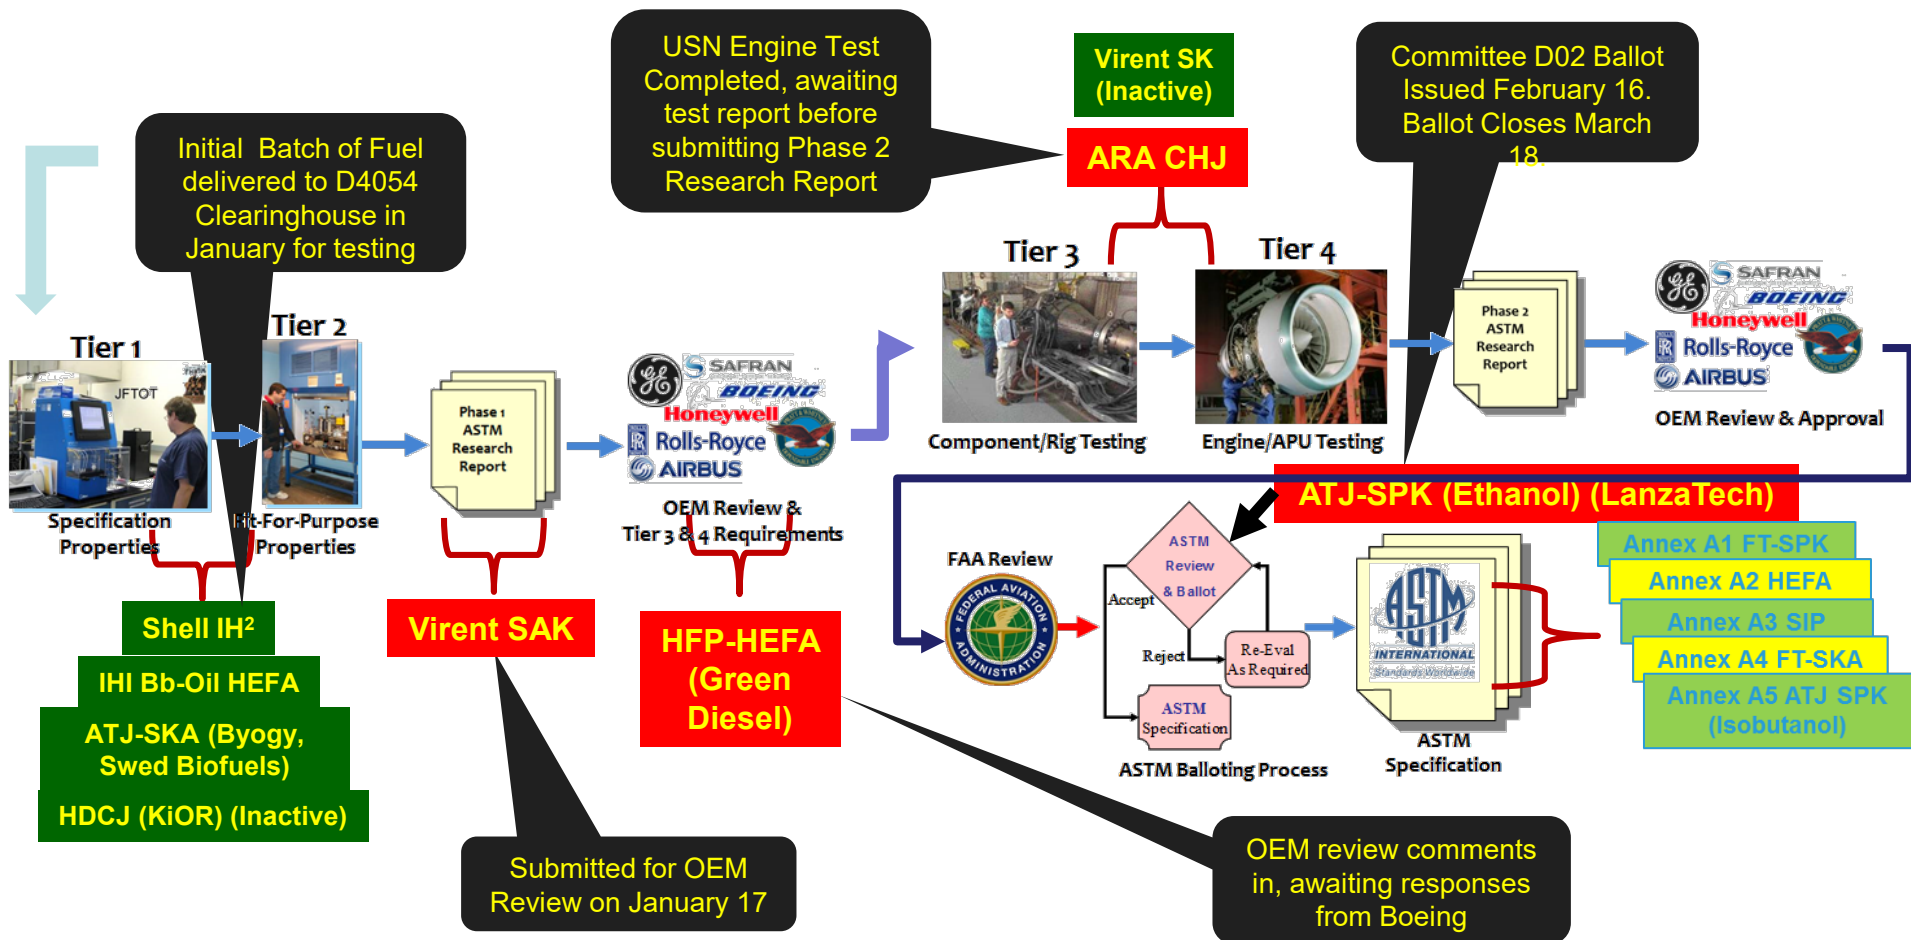 USN Engine Test
Completed, awaiting
test report before
submitting Phase 2
Research Report
Virent SK
(Inactive)
ARA CHJ
Committee D02 Ballot
Issued February 16.
Ballot Closes March
18.
Initial Batch of Fuel
delivered to D4054
Clearinghouse in
January for testing
Tier 1
JFTOT
Specification
Properties
Tier 2
Fit-For-Purpose
Properties
Phase 1
ASTM
Research
Report
GE
SAFRAN
BOEING
Honeywell
Rolls-Royce
AIRBUS
OEM Review &
Tier 3 & 4 Requirements
Tier 3
Component/Rig Testing
Tier 4
Engine/APU Testing
Phase 2
ASTM
Research
Report
GE
SAFRAN
BOEING
Honeywell
Rolls-Royce
AIRBUS
OEM Review & Approval
Shell IH²
IHI Bb-Oil HEFA
ATJ-SKA (Byogy,
Swed Biofuels)
HDCJ (KiOR) (Inactive)
Virent SAK
HFP-HEFA
(Green
Diesel)
ATJ-SPK (Ethanol) (LanzaTech)
FAA Review
FEDERAL AVIATION
ADMINISTRATION
ASTM
Review
& Ballot
Accept
Reject
Re-Eval
As Required
ASTM
Specification
ASTM Balloting Process
ASTM
INTERNATIONAL
Standards Worldwide
ASTM
Specification
Annex A1 FT-SPK
Annex A2 HEFA
Annex A3 SIP
Annex A4 FT-SKA
Annex A5 ATJ SPK
(Isobutanol)
Submitted for OEM
Review on January 17
OEM review comments
in, awaiting responses
from Boeing